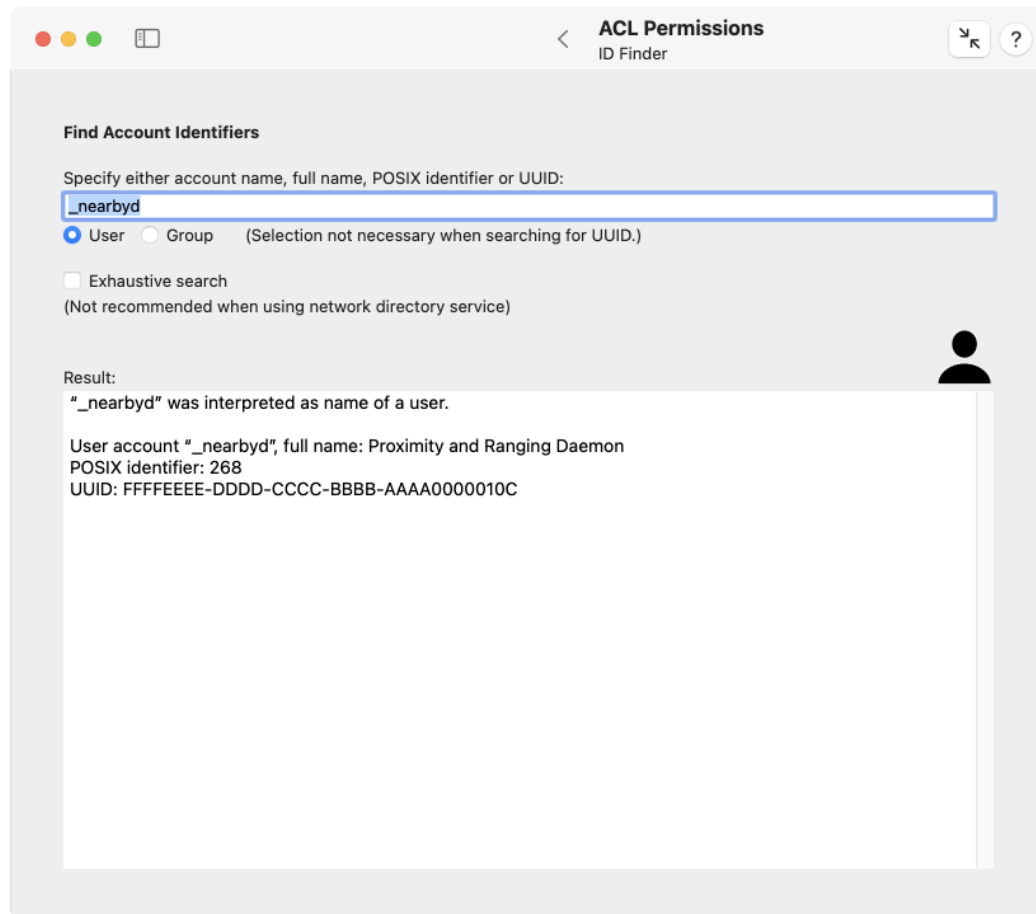 ACL Permissions
ID Finder
?
Find Account Identifiers
Specify either account name, full name, POSIX identifier or UUID:
_nearbyd
User Group (Selection not necessary when searching for UUID.)
Exhaustive search
(Not recommended when using network directory service)
Result:
“_nearbyd” was interpreted as name of a user.
User account “_nearbyd”, full name: Proximity and Ranging Daemon
POSIX identifier: 268
UUID: FFFFEEEE-DDDD-CCCC-BBBB-AAAA0000010C